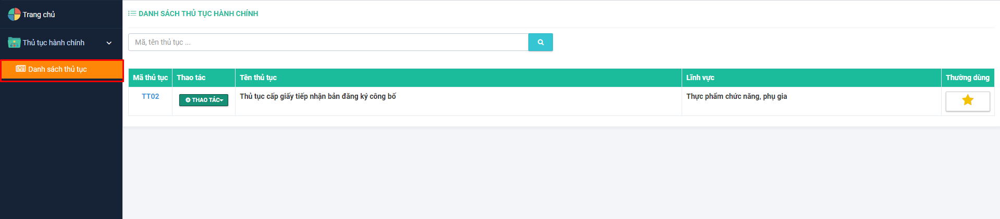 Trang chủ
Thủ tục hành chính
Danh sách thủ tục
DANH SÁCH THỦ TỤC HÀNH CHÍNH
Mã, tên thủ tục ...
Mã thủ tục Thao tác Tên thủ tục Lĩnh vực Thường dùng
TT02 THAO TÁC Thủ tục cấp giấy tiếp nhận bản đăng ký công bố Thực phẩm chức năng, phụ gia